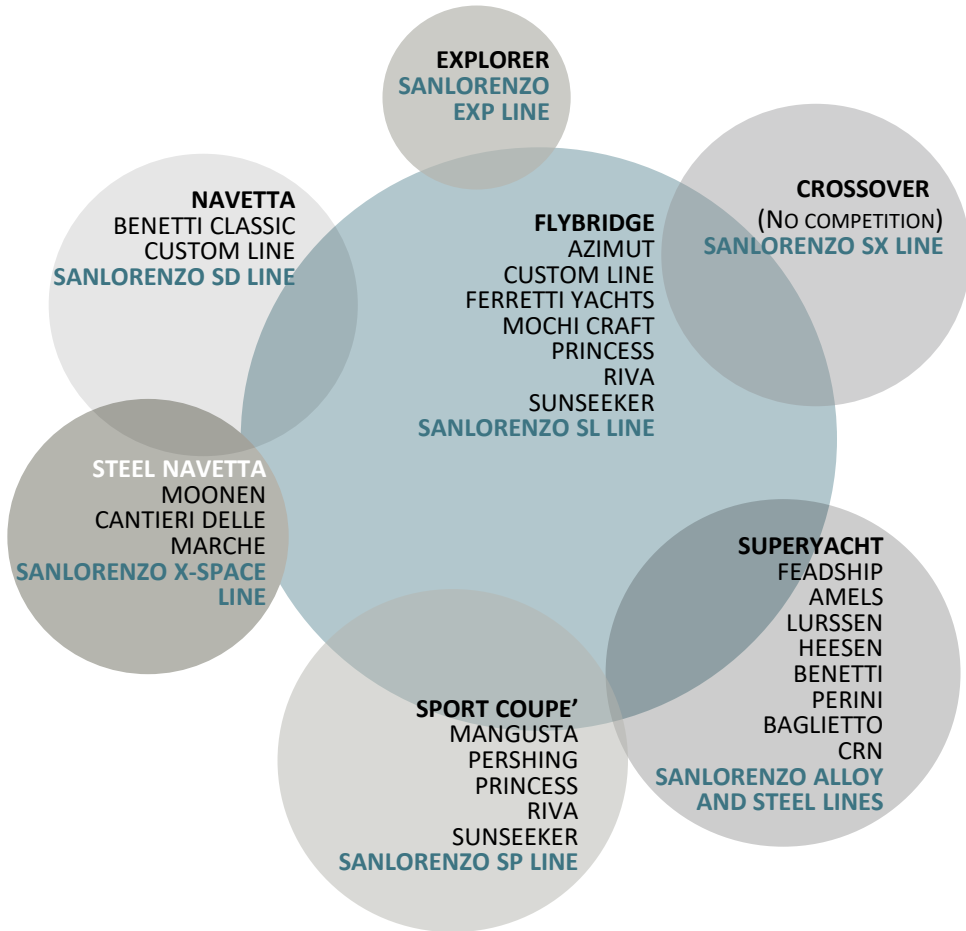 EXPLORER
SANLORENZO
EXP LINE
NAVETTA
BENETTI CLASSIC
CUSTOM LINE
SANLORENZO SD LINE
FLYBRIDGE
AZIMUT
CUSTOM LINE
FERRETTI YACHTS
MOCHI CRAFT
PRINCESS
RIVA
SUNSEEKER
SANLORENZO SL LINE
CROSSOVER
(NO COMPETITION)
SANLORENZO SX LINE
STEEL NAVETTA
MOONEN
CANTIERI DELLE
MARCHE
SANLORENZO X-SPACE
LINE
SPORT COUPE’
MANGUSTA
PERSHING
PRINCESS
RIVA
SUNSEEKER
SANLORENZO SP LINE
SUPERYACHT
FEADSHIP
AMELS
LURSSEN
HEESEN
BENETTI
PERINI
BAGLIETTO
CRN
SANLORENZO ALLOY
AND STEEL LINES